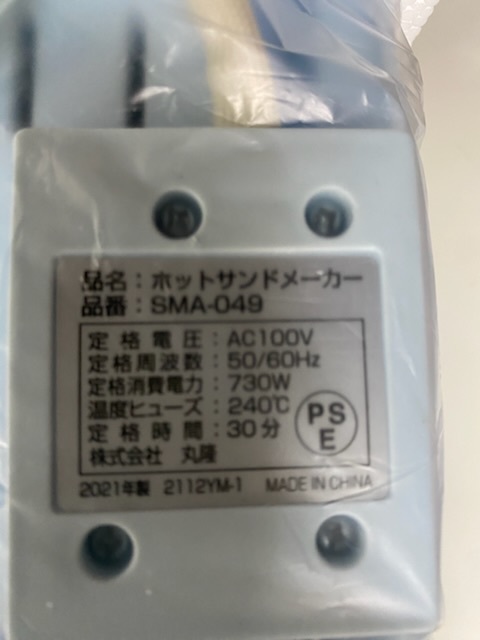 品名：ホットサンドメーカー
品番：SMA-049
定格電圧：AC100V
定格周波数：50/60Hz
定格消費電力：730W
温度ヒューズ：240℃
定格時間：30分
株式会社 丸隆
PS
E
2021年製 2112YM-1 MADE IN CHINA